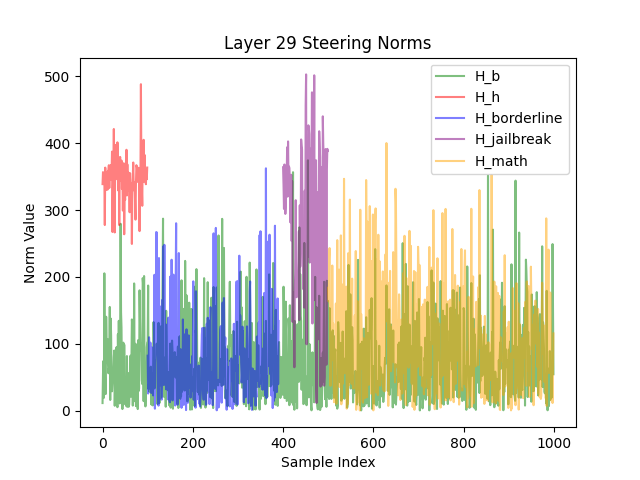 Layer 29 Steering Norms
500
400
300
200
100
0
Norm Value
H_b
H_h
H_borderline
H_jailbreak
H_math
0
200
400
600
800
1000
Sample Index